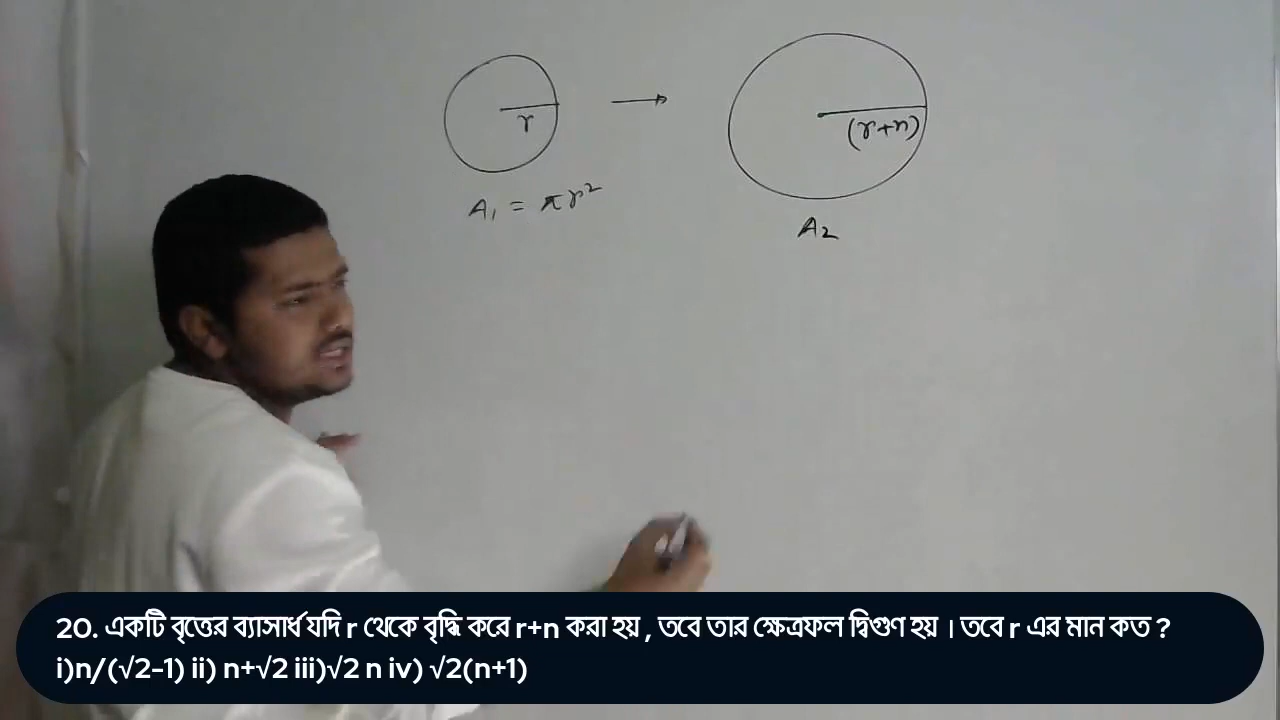 r
(r+n)
A₁ = πr²
A₂
20. একটি বৃত্তের ব্যাসার্ধ যদি r থেকে বৃদ্ধি করে r+n করা হয় , তবে তার ক্ষেত্রফল দ্বিগুণ হয় । তবে r এর মান কত ?
i)n/(√2-1) ii) n+√2 iii)√2 n iv) √2(n+1)